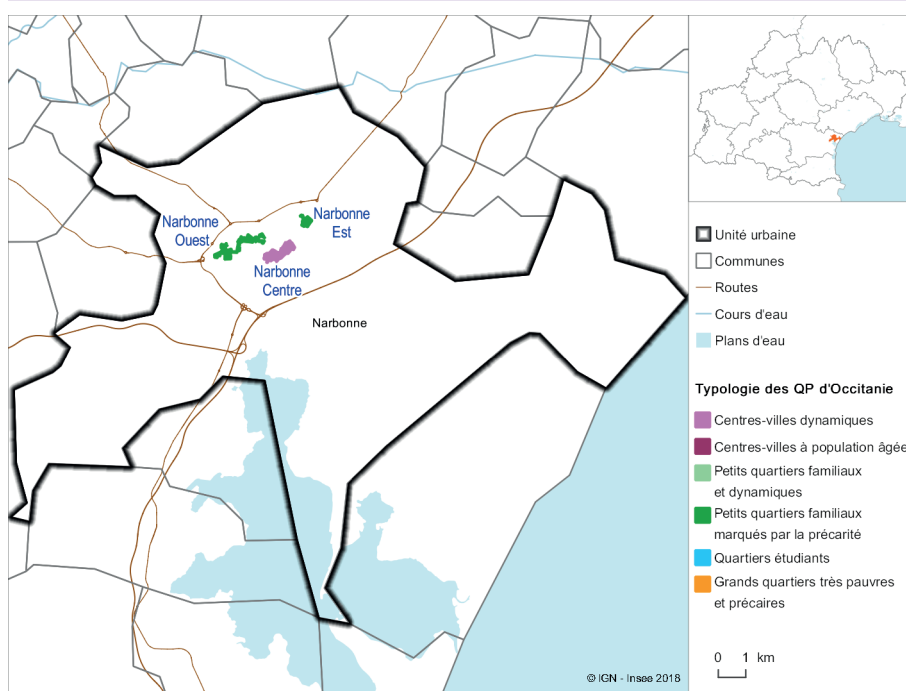 Narbonne
Ouest
Narbonne
Est
Narbonne
Centre
Narbonne
© IGN - Insee 2018
Unité urbaine
Communes
Routes
Cours d'eau
Plans d'eau
Typologie des QP d'Occitanie
Centres-villes dynamiques
Centres-villes à population âgée
Petits quartiers familiaux
et dynamiques
Petits quartiers familiaux
marqués par la précarité
Quartiers étudiants
Grands quartiers très pauvres
et précaires
0 1 km